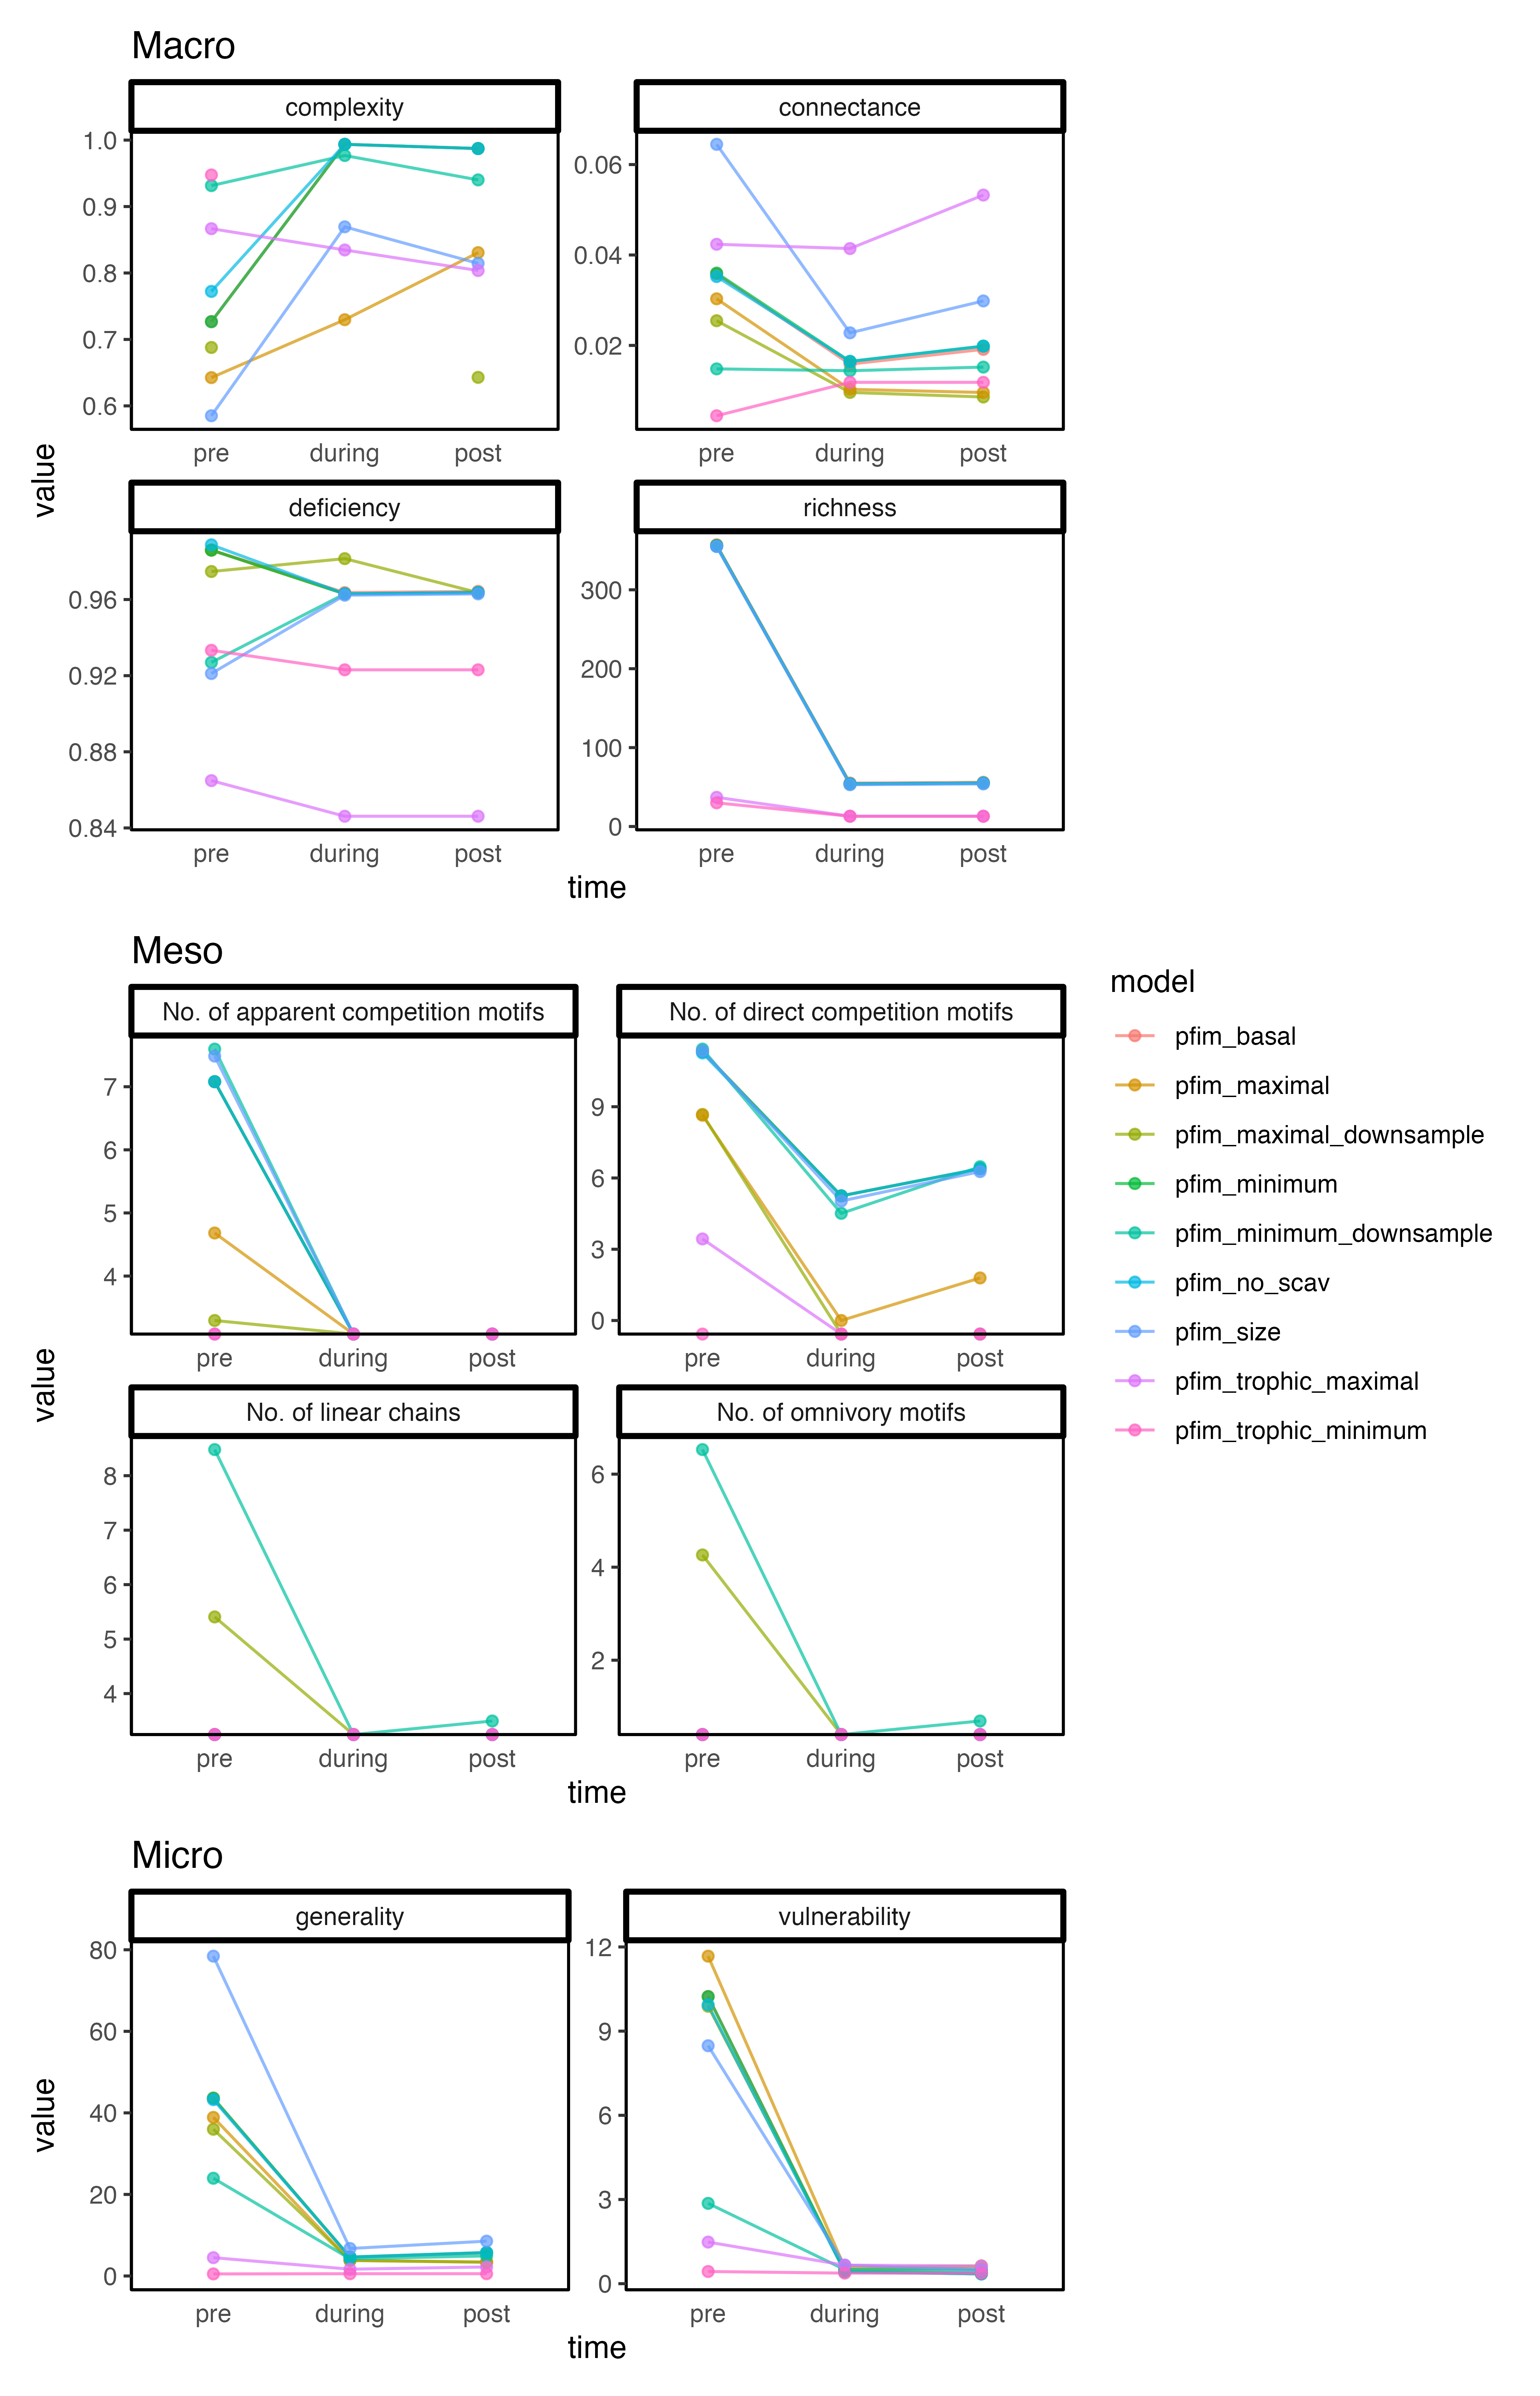 Macro
complexity
connectance
1.0
0.9
0.8
0.7
0.6
0.06
0.04
0.02
pre during post
pre during post
deficiency
richness
0.96
0.92
0.88
0.84
300
200
100
0
pre during post
pre during post
value
time
Meso
No. of apparent competition motifs
No. of direct competition motifs
7
6
5
4
9
6
3
0
pre during post
pre during post
No. of linear chains
No. of omnivory motifs
8
7
6
5
4
6
4
2
pre during post
pre during post
value
time
model
pfim_basal
pfim_maximal
pfim_maximal_downsample
pfim_minimum
pfim_minimum_downsample
pfim_no_scav
pfim_size
pfim_trophic_maximal
pfim_trophic_minimum
Micro
generality
vulnerability
80
60
40
20
0
12
9
6
3
0
pre during post
pre during post
value
time